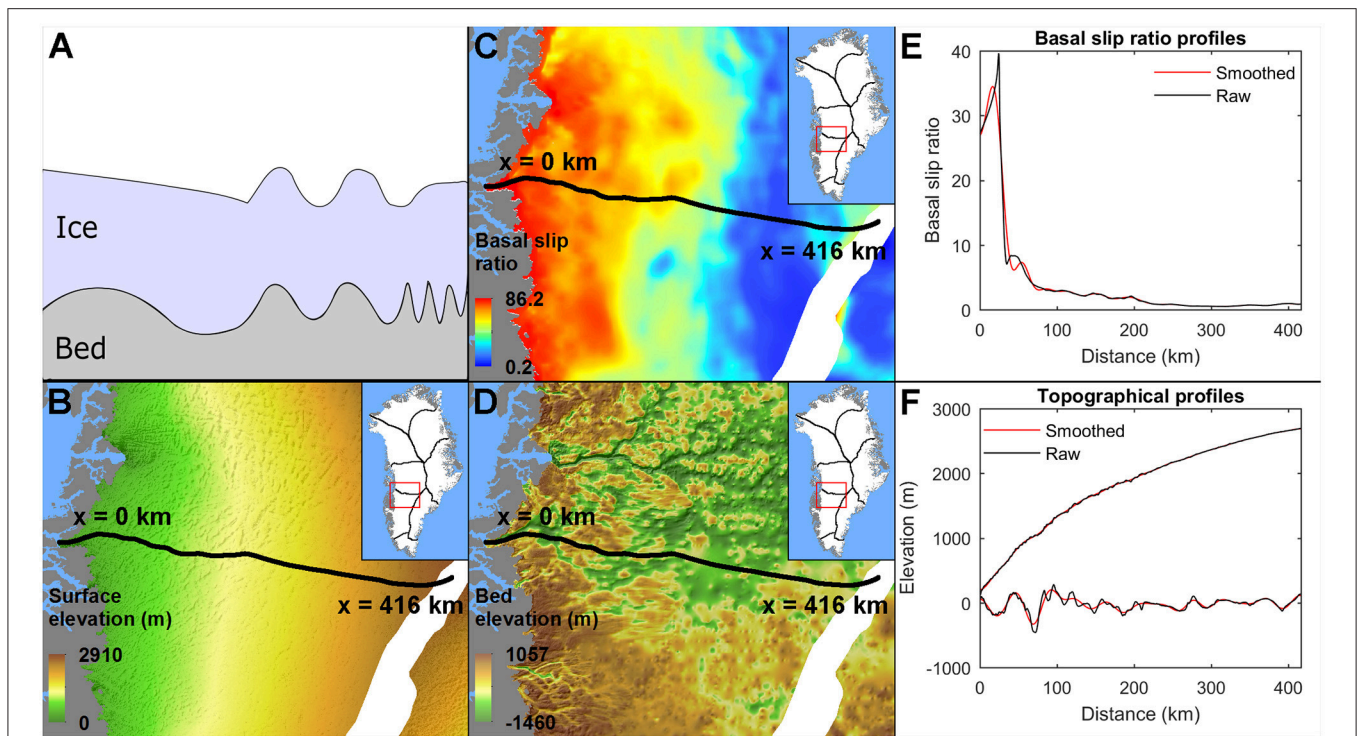 A
Ice
Bed
B
x = 0 km
x = 416 km
Surface
elevation (m)
2910
0
C
x = 0 km
x = 416 km
Basal slip
ratio
86.2
0.2
D
x = 0 km
x = 416 km
Bed
elevation (m)
1057
-1460
E
Basal slip ratio profiles
Smoothed
Raw
Basal slip ratio
40
30
20
10
0
0 100 200 300 400
Distance (km)
F
Topographical profiles
Smoothed
Raw
Elevation (m)
3000
2000
1000
0
-1000
0 100 200 300 400
Distance (km)